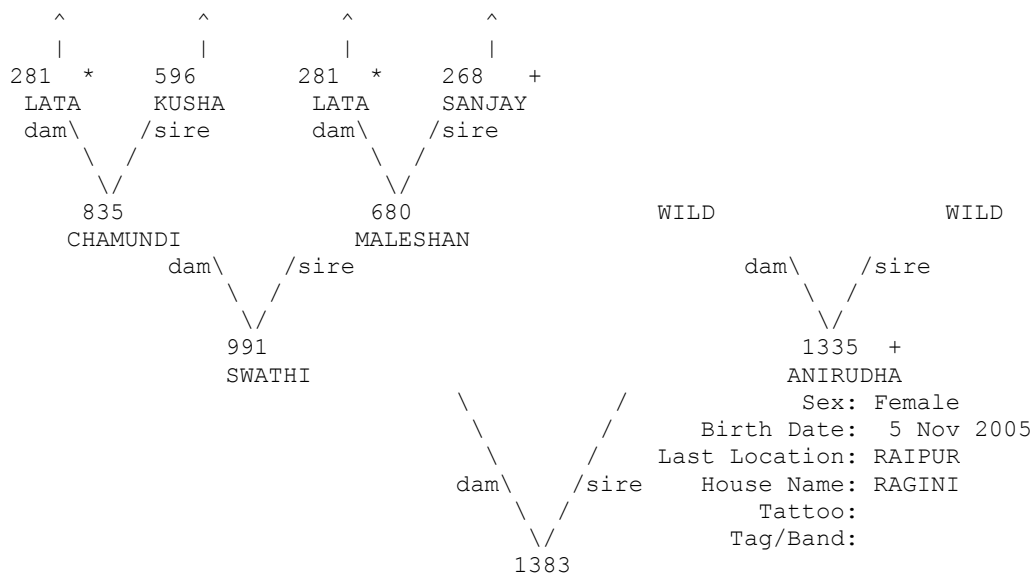 ^ ^ ^ ^
| | | |
281 * 596 281 * 268 +
LATA KUSHA LATA SANJAY
dam\ /sire dam\ /sire
\ / \ /
\/ \/
835 680 WILD WILD
CHAMUNDI MALESHAN
dam\ /sire dam\ /sire
\ / \ /
\/ \/
991 1335 +
SWATHI ANIRUDHA
\ / Sex: Female
\ / Birth Date: 5 Nov 2005
\ / Last Location: RAIPUR
dam\ /sire House Name: RAGINI
\ / Tattoo:
\/ Tag/Band:
1383